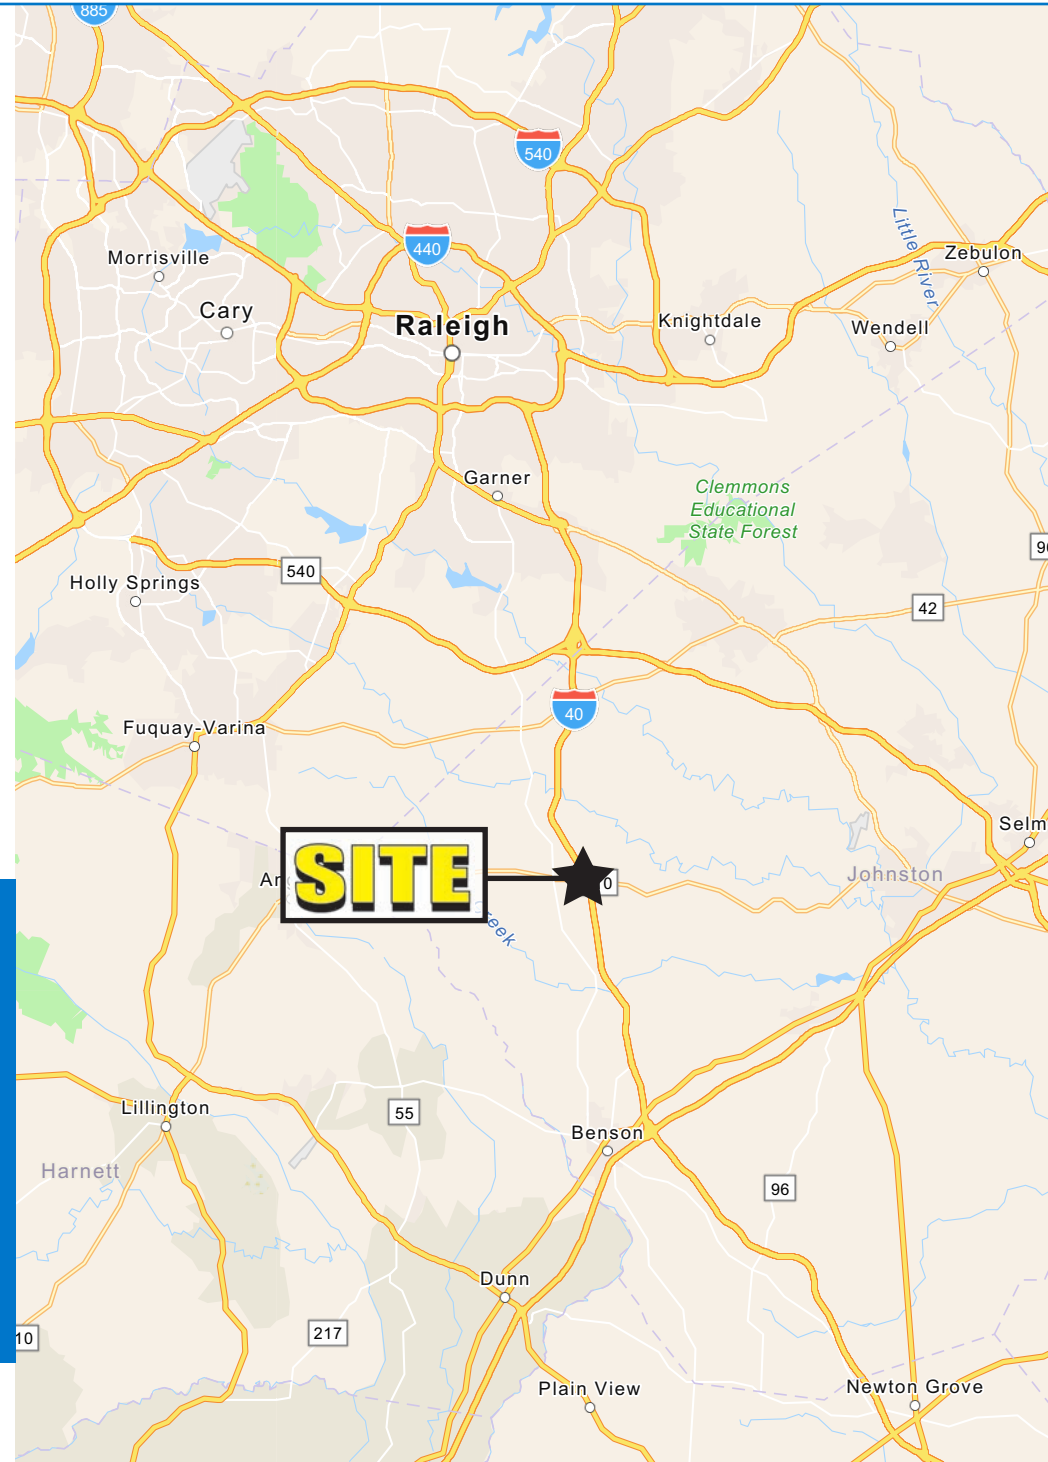 885
540
440
Morrisville
Cary
Raleigh
Little River
Zebulon
Knightdale
Wendell
Garner
Clemmons
Educational
State Forest
540
Holly Springs
42
40
Fuquay-Varina
SITE
Johnston
Lillington
55
Benson
Harnett
96
Dunn
217
10
Plain View
Newton Grove